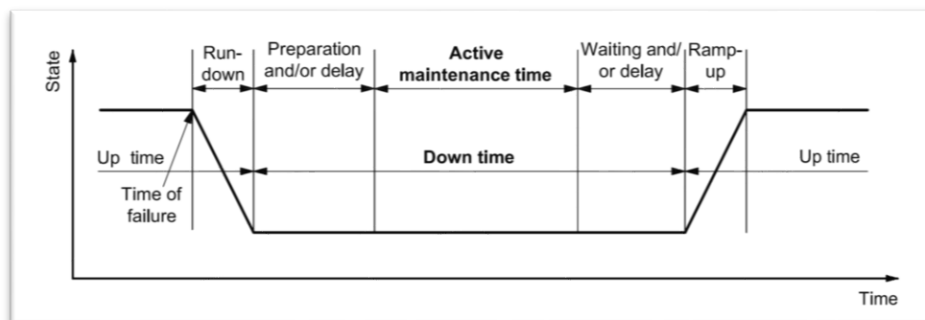 State
Run-
down
Preparation
and/or delay
Active
maintenance time
Waiting and/
or delay
Ramp-
up
Up time
Down time
Up time
Time of
failure
Time